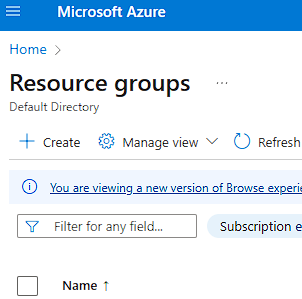 Microsoft Azure
Home
Resource groups
Default Directory
Create Manage view Refresh
You are viewing a new version of Browse
Filter for any field... Subscription
Name ↑